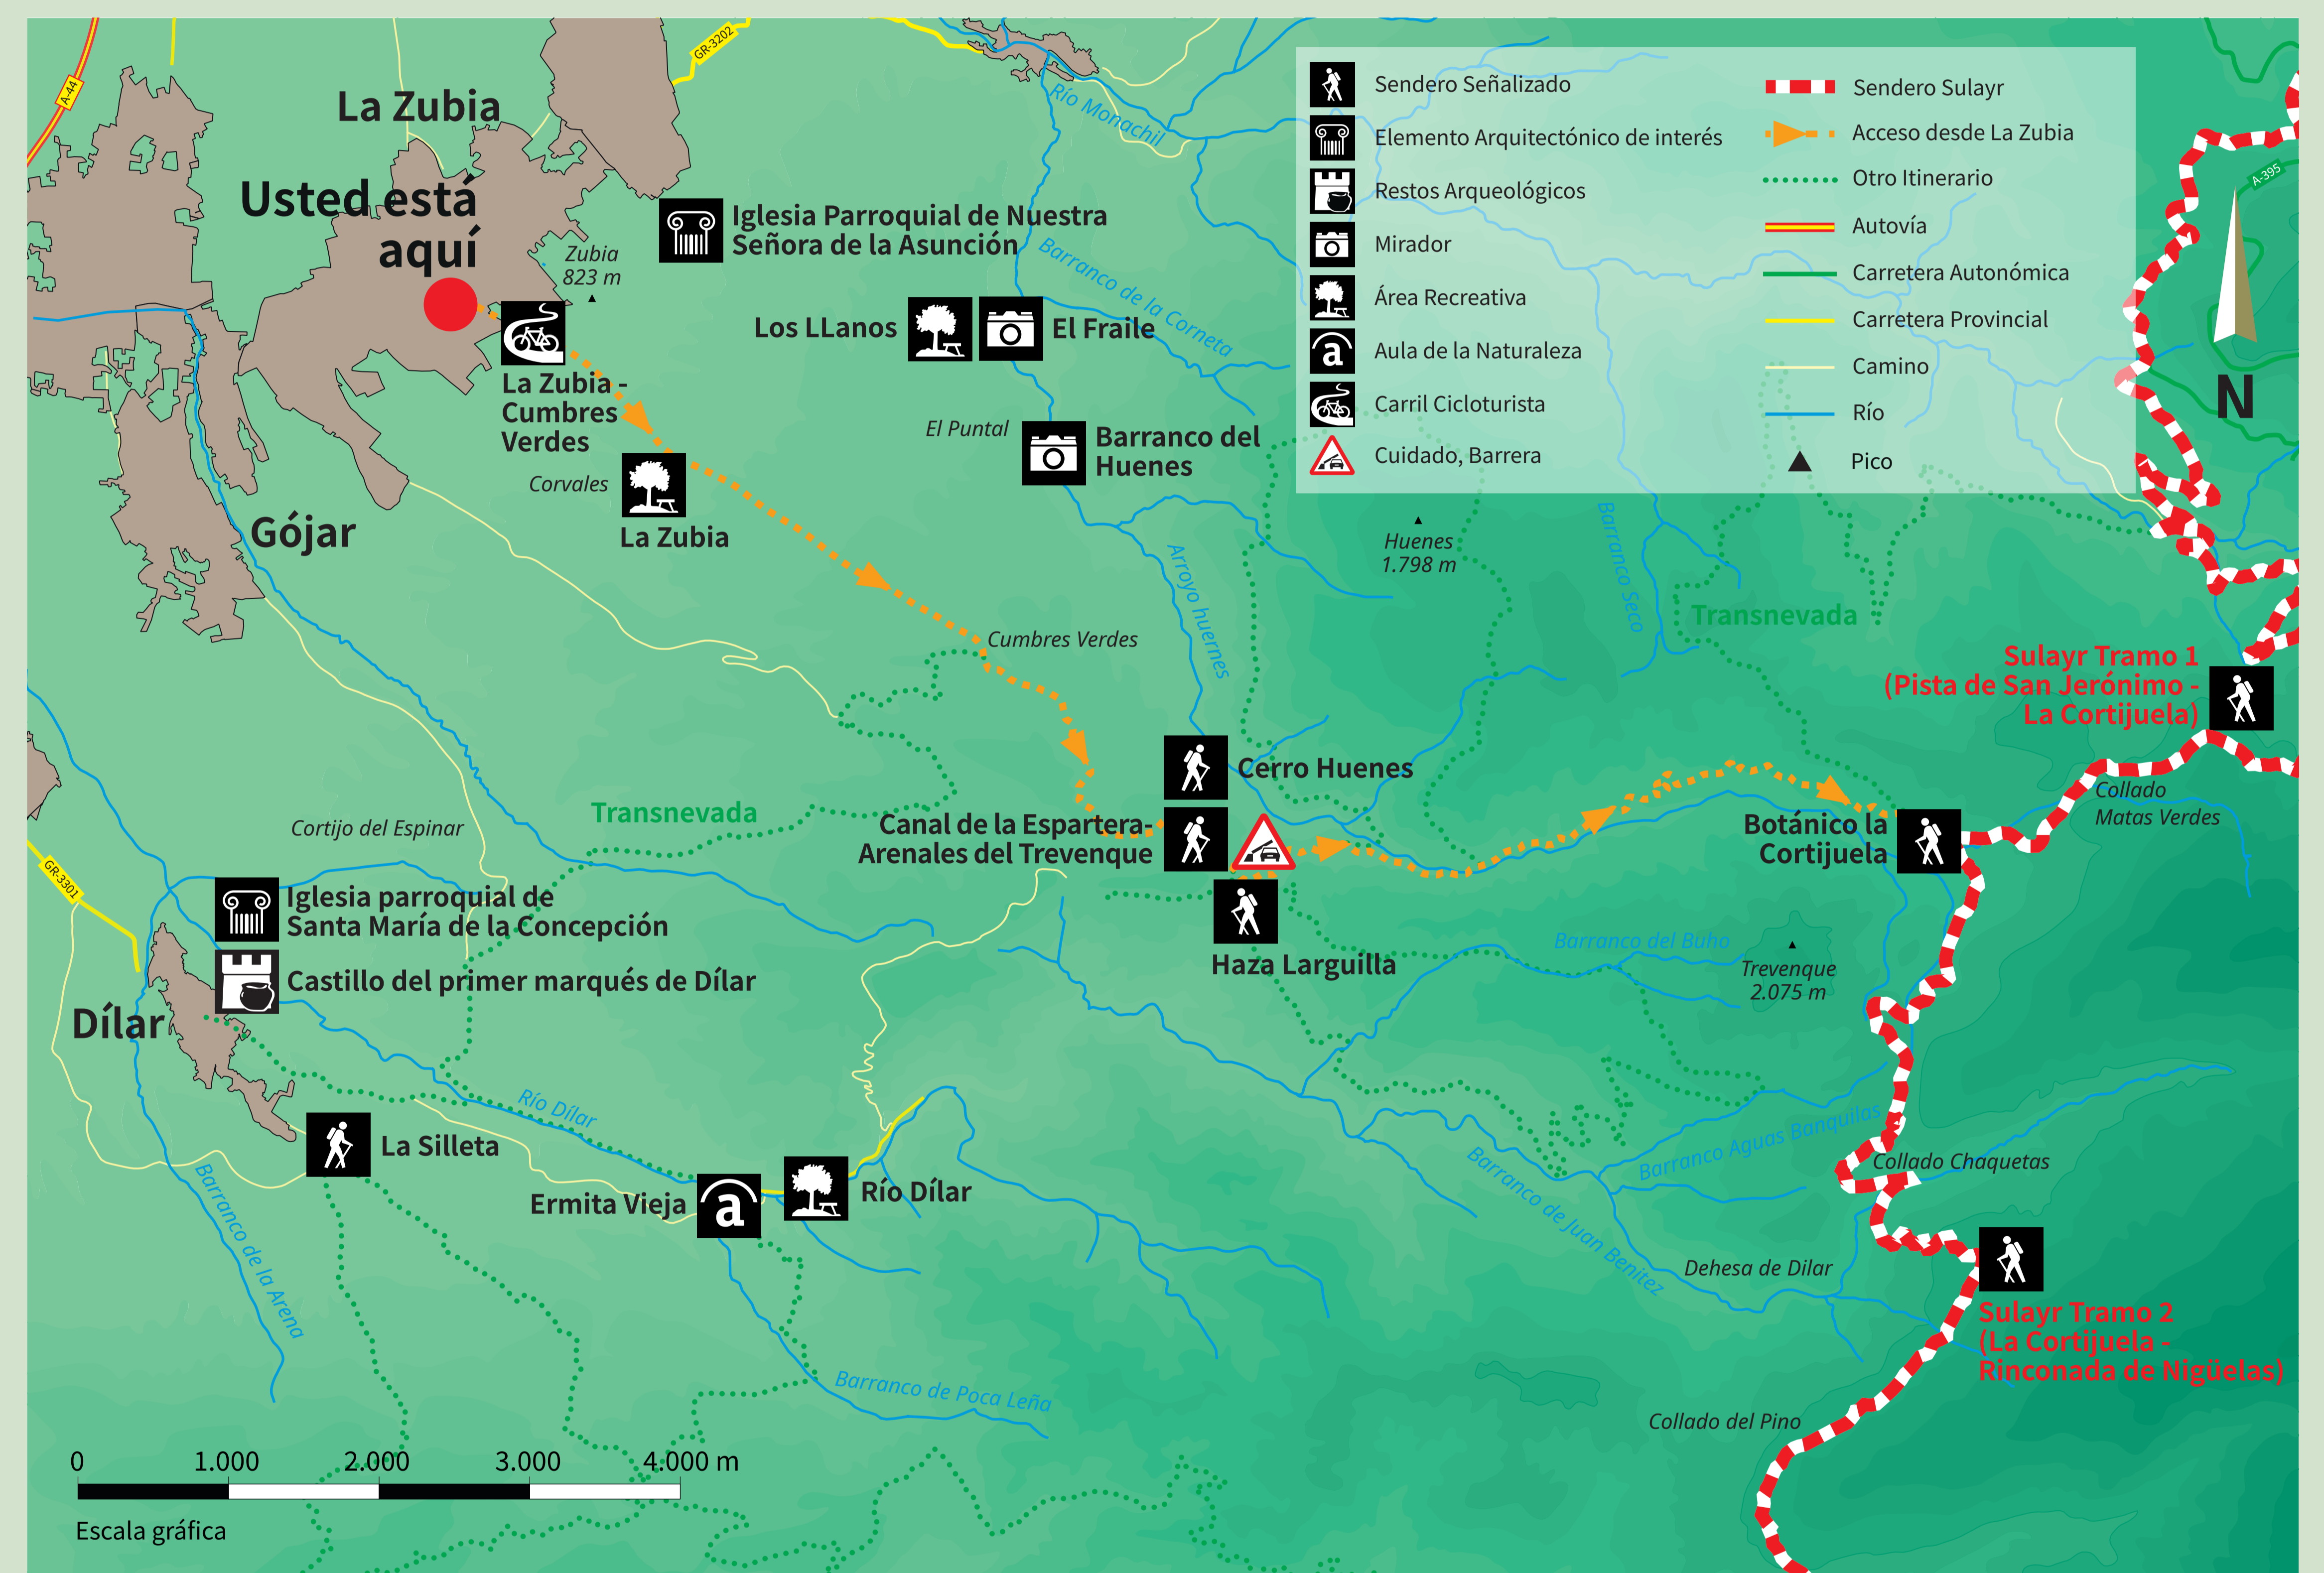 A-44
GR-3202
La Zubia
Usted está
aquí
Zubia
823 m
Iglesia Parroquial de Nuestra
Señora de la Asunción
Río Monachil
Barranco de la Corneta
Los LLanos
El Fraile
La Zubia -
Cumbres
Verdes
Corvales
La Zubia
El Puntal
Barranco del
Huenes
Gójar
Sendero Señalizado
Elemento Arquitectónico de interés
Restos Arqueológicos
Mirador
Área Recreativa
Aula de la Naturaleza
a
Carril Cicloturista
Cuidado, Barrera
Sendero Sulayr
Acceso desde La Zubia
Otro Itinerario
Autovía
Carretera Autonómica
Carretera Provincial
Camino
Río
Pico
A-395
N
Huenes
1.798 m
Arroyo huernes
Barranco Seco
Transnevada
Cumbres Verdes
Sulayr Tramo 1
(Pista de San Jerónimo -
La Cortijuela)
Cerro Huenes
Collado
Matas Verdes
Transnevada
Cortijo del Espinar
Canal de la Espartera-
Arenales del Trevenque
Botánico la
Cortijuela
GR-3301
Iglesia parroquial de
Santa María de la Concepción
Castillo del primer marqués de Dílar
Haza Larguilla
Barranco del Buho
Trevenque
2.075 m
Dílar
Río Dílar
La Silleta
Ermita Vieja
a
Río Dílar
Barranco de la Arena
Barranco Aguas Banquilas
Collado Chaquetas
Barranco de Juan Benitez
Dehesa de Dilar
Sulayr Tramo 2
(La Cortijuela -
Rinconada de Nigüelas)
Barranco de Poca Leña
Collado del Pino
0 1.000 2.000 3.000 4.000 m
Escala gráfica